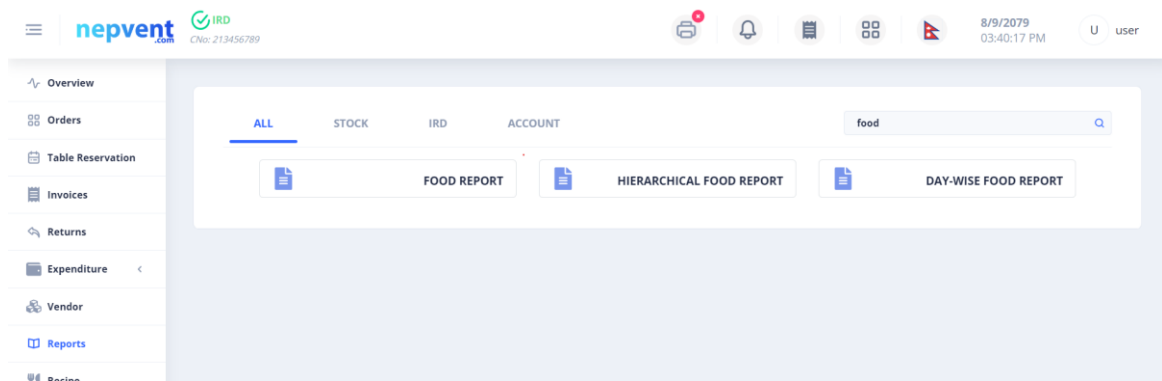 nepvent
.com
IRD
CNo: 213456789
8/9/2079
03:40:17 PM
U user
Overview
Orders
Table Reservation
Invoices
Returns
Expenditure
Vendor
Reports
Recipe
ALL STOCK IRD ACCOUNT food
FOOD REPORT HIERARCHICAL FOOD REPORT DAY-WISE FOOD REPORT